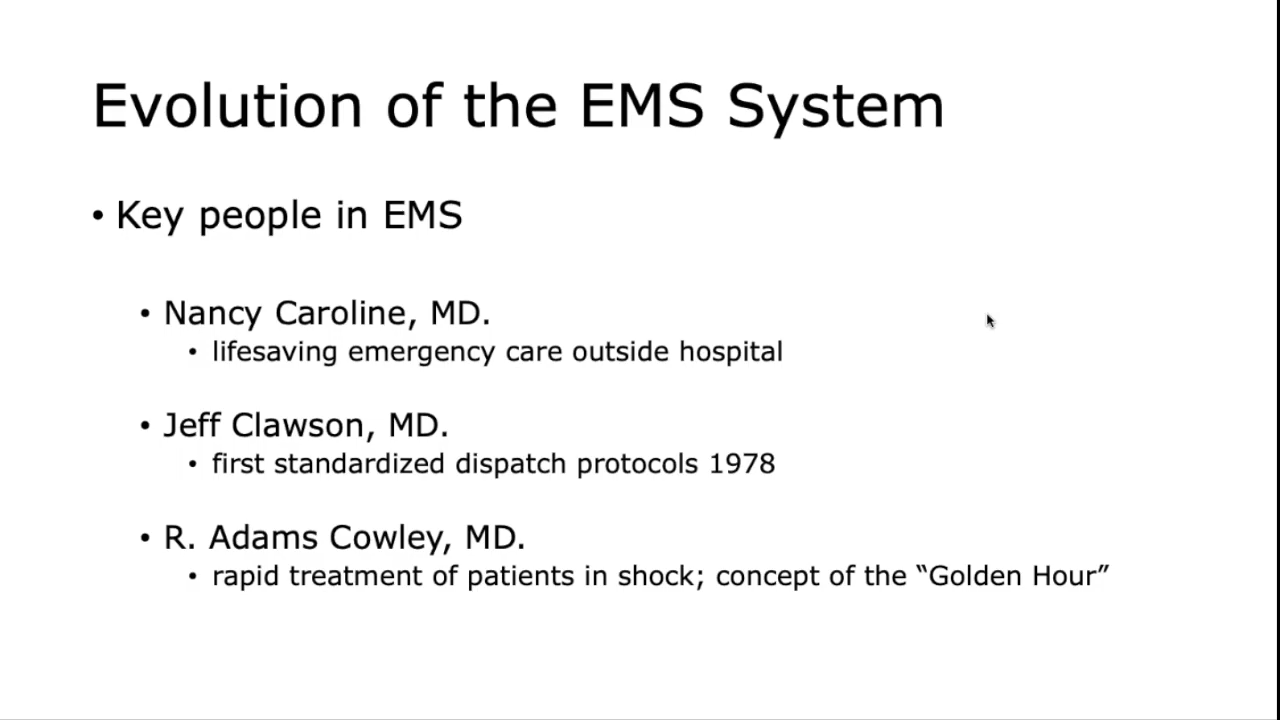 Evolution of the EMS System
• Key people in EMS
• Nancy Caroline, MD.
• lifesaving emergency care outside hospital
• Jeff Clawson, MD.
• first standardized dispatch protocols 1978
• R. Adams Cowley, MD.
• rapid treatment of patients in shock; concept of the “Golden Hour”